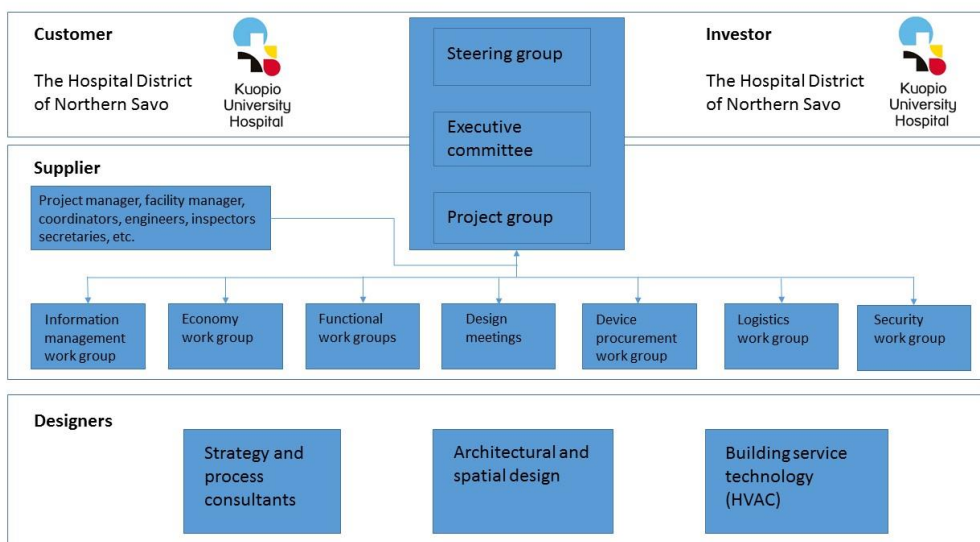 Customer
The Hospital District
of Northern Savo
Kuopio
University
Hospital
Steering group
Executive
committee
Project group
Investor
The Hospital District
of Northern Savo
Kuopio
University
Hospital
Supplier
Project manager, facility manager,
coordinators, engineers, inspectors
secretaries, etc.
Information
management
work group
Economy
work group
Functional
work groups
Design
meetings
Device
procurement
work group
Logistics
work group
Security
work group
Designers
Strategy and
process
consultants
Architectural and
spatial design
Building service
technology
(HVAC)